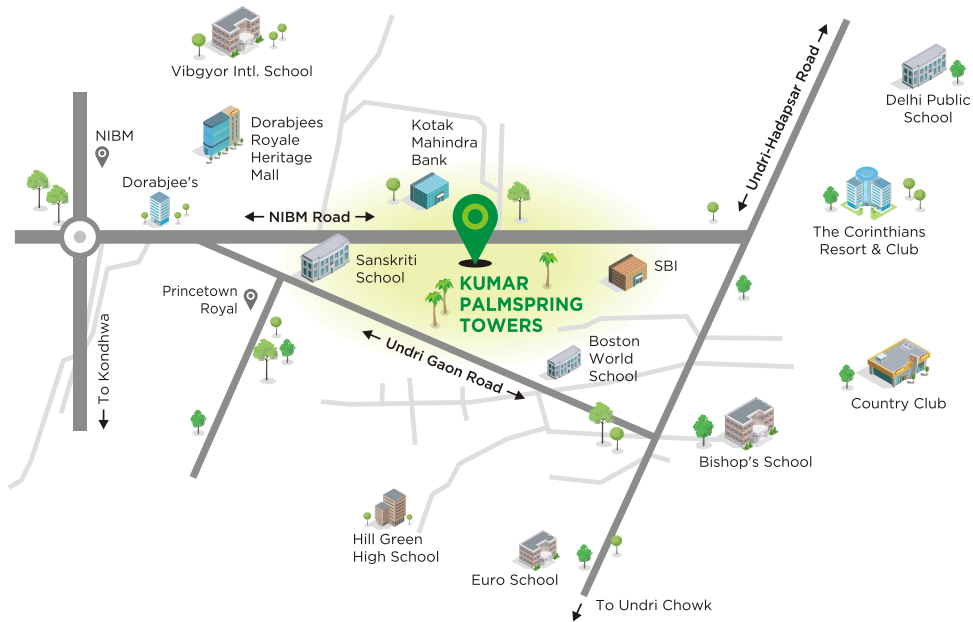 Vibgyor Intl. School
Delhi Public
School
NIBM
Dorabjees
Royale
Heritage
Mall
Kotak
Mahindra
Bank
Undri-Hadapsar Road
Dorabjee's
NIBM Road
The Corinthians
Resort & Club
Sanskriti
School
SBI
KUMAR
PALMSPRING
TOWERS
Princetown
Royal
To Kondhwa
Undri Gaon Road
Boston
World
School
Country Club
Bishop's School
Hill Green
High School
Euro School
To Undri Chowk